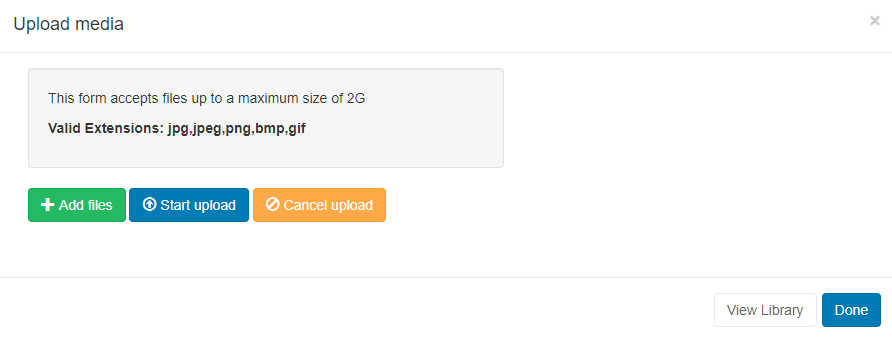 Upload media
×
This form accepts files up to a maximum size of 2G
Valid Extensions: jpg,jpeg,png,bmp,gif
Add files Start upload Cancel upload
View Library Done